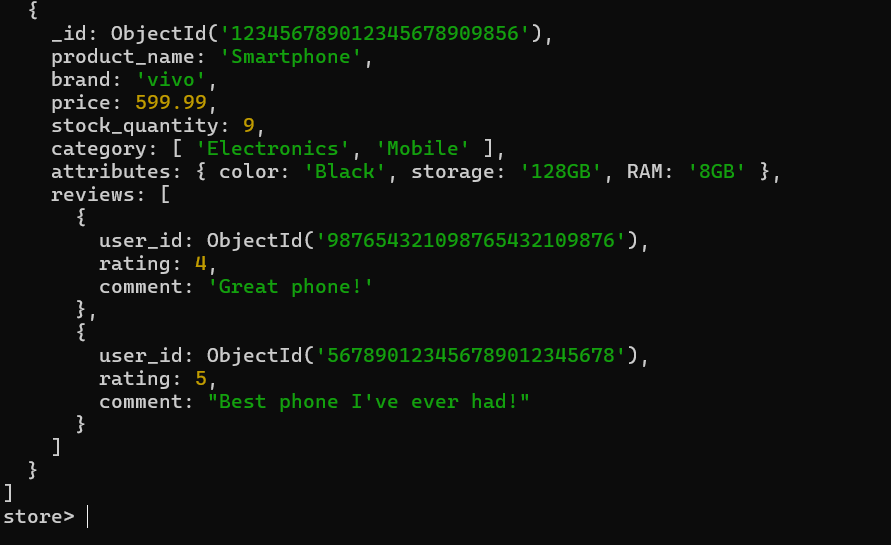 {
_id: ObjectId('123456789012345678909856'),
product_name: 'Smartphone',
brand: 'vivo',
price: 599.99,
stock_quantity: 9,
category: [ 'Electronics', 'Mobile' ],
attributes: { color: 'Black', storage: '128GB', RAM: '8GB' },
reviews: [
{
user_id: ObjectId('987654321098765432109876'),
rating: 4,
comment: 'Great phone!'
},
{
user_id: ObjectId('567890123456789012345678'),
rating: 5,
comment: "Best phone I've ever had!"
}
]
}
]
store>